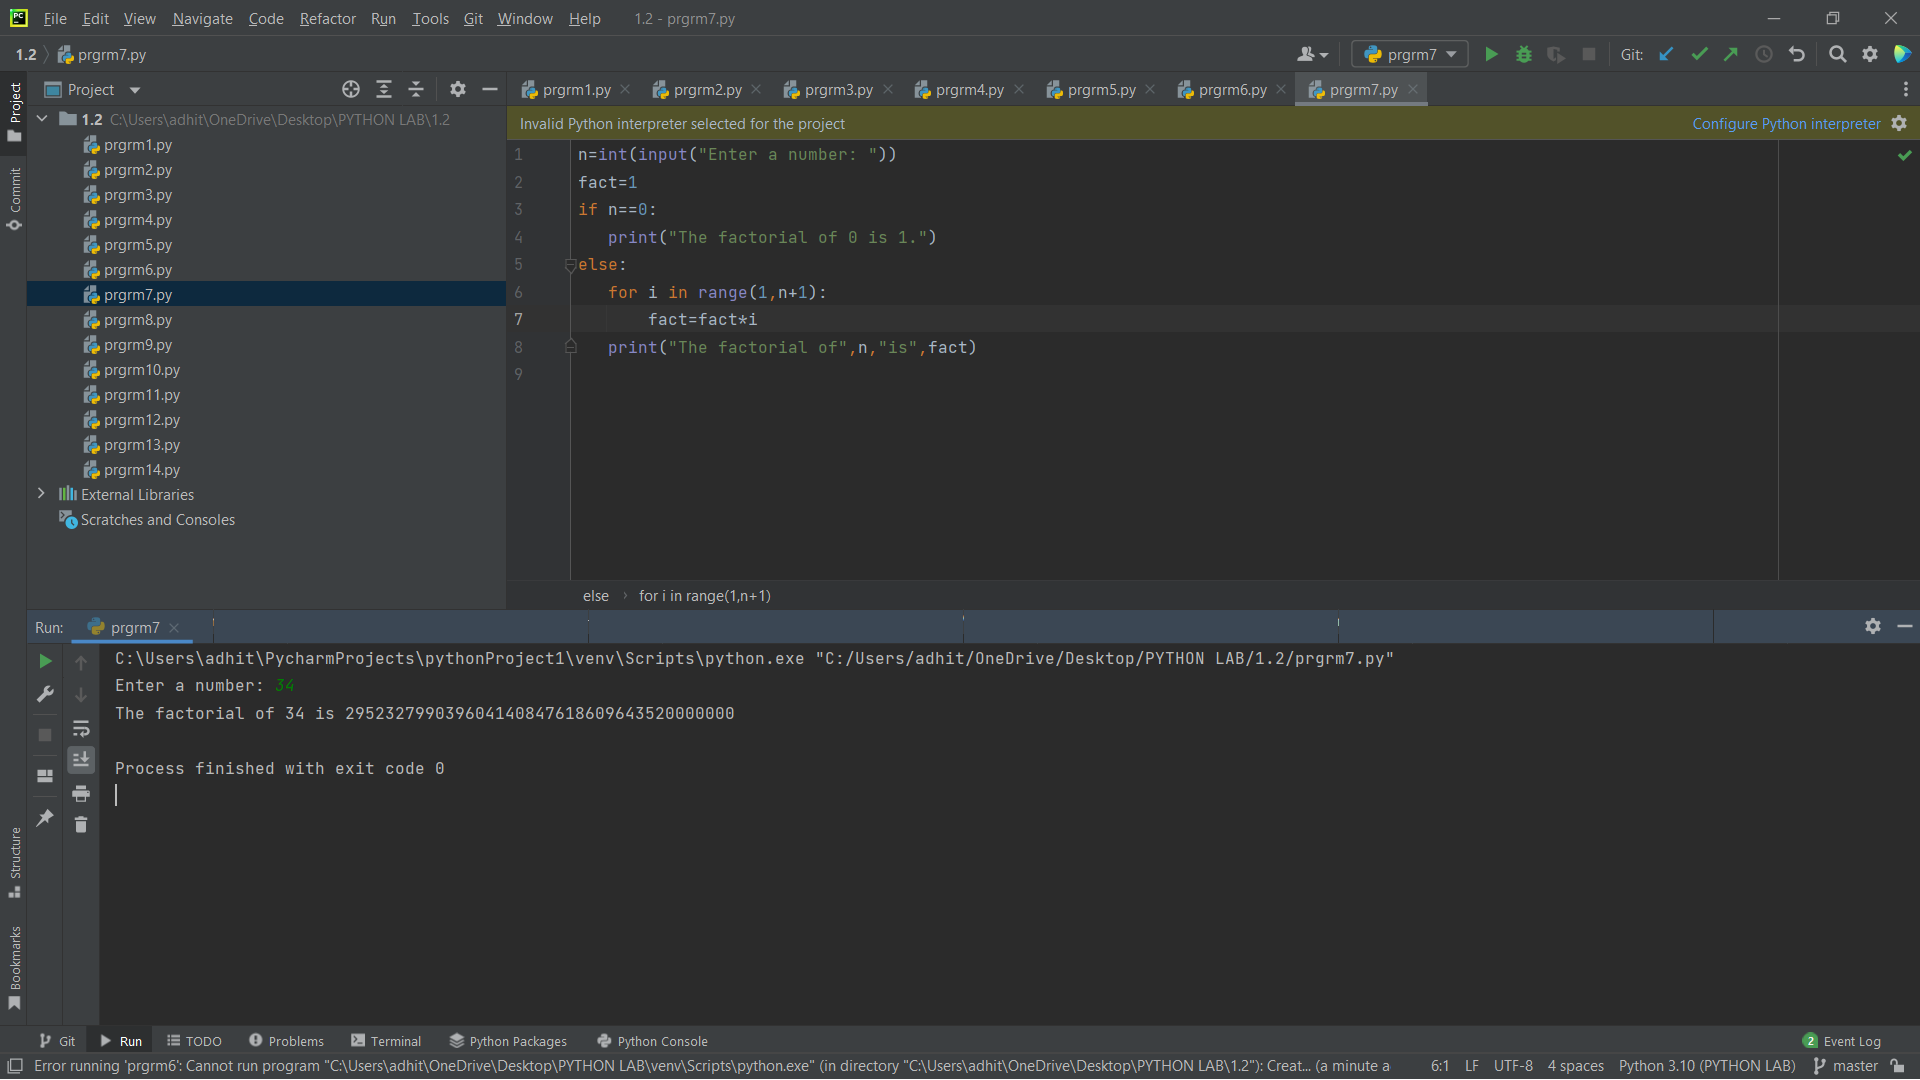 File Edit View Navigate Code Refactor Run Tools Git Window Help 1.2 - prgrm7.py
1.2 prgrm7.py prgrm7 Git:
Project prgrm1.py prgrm2.py prgrm3.py prgrm4.py prgrm5.py prgrm6.py prgrm7.py
1.2 C:\Users\adhit\OneDrive\Desktop\PYTHON LAB\1.2
prgrm1.py
prgrm2.py
prgrm3.py
prgrm4.py
prgrm5.py
prgrm6.py
prgrm7.py
prgrm8.py
prgrm9.py
prgrm10.py
prgrm11.py
prgrm12.py
prgrm13.py
prgrm14.py
External Libraries
Scratches and Consoles
Invalid Python interpreter selected for the project Configure Python interpreter
1 n=int(input("Enter a number: "))
2 fact=1
3 if n==0:
4 print("The factorial of 0 is 1.")
5 else:
6 for i in range(1,n+1):
7 fact=fact*i
8 print("The factorial of",n,"is",fact)
9
else for i in range(1,n+1)
Project
Commit
Structure
Bookmarks
Run: prgrm7
C:\Users\adhit\PycharmProjects\pythonProject1\venv\Scripts\python.exe "C:/Users/adhit/OneDrive/Desktop/PYTHON LAB/1.2/prgrm7.py"
Enter a number: 34
The factorial of 34 is 295232799039604140847618609643520000000
Process finished with exit code 0
Git Run TODO Problems Terminal Python Packages Python Console 2 Event Log
Error running 'prgrm6': Cannot run program "C:\Users\adhit\OneDrive\Desktop\PYTHON LAB\venv\Scripts\python.exe" (in directory "C:\Users\adhit\OneDrive\Desktop\PYTHON LAB\1.2"): Creat... (a minute a 6:1 LF UTF-8 4 spaces Python 3.10 (PYTHON LAB) master